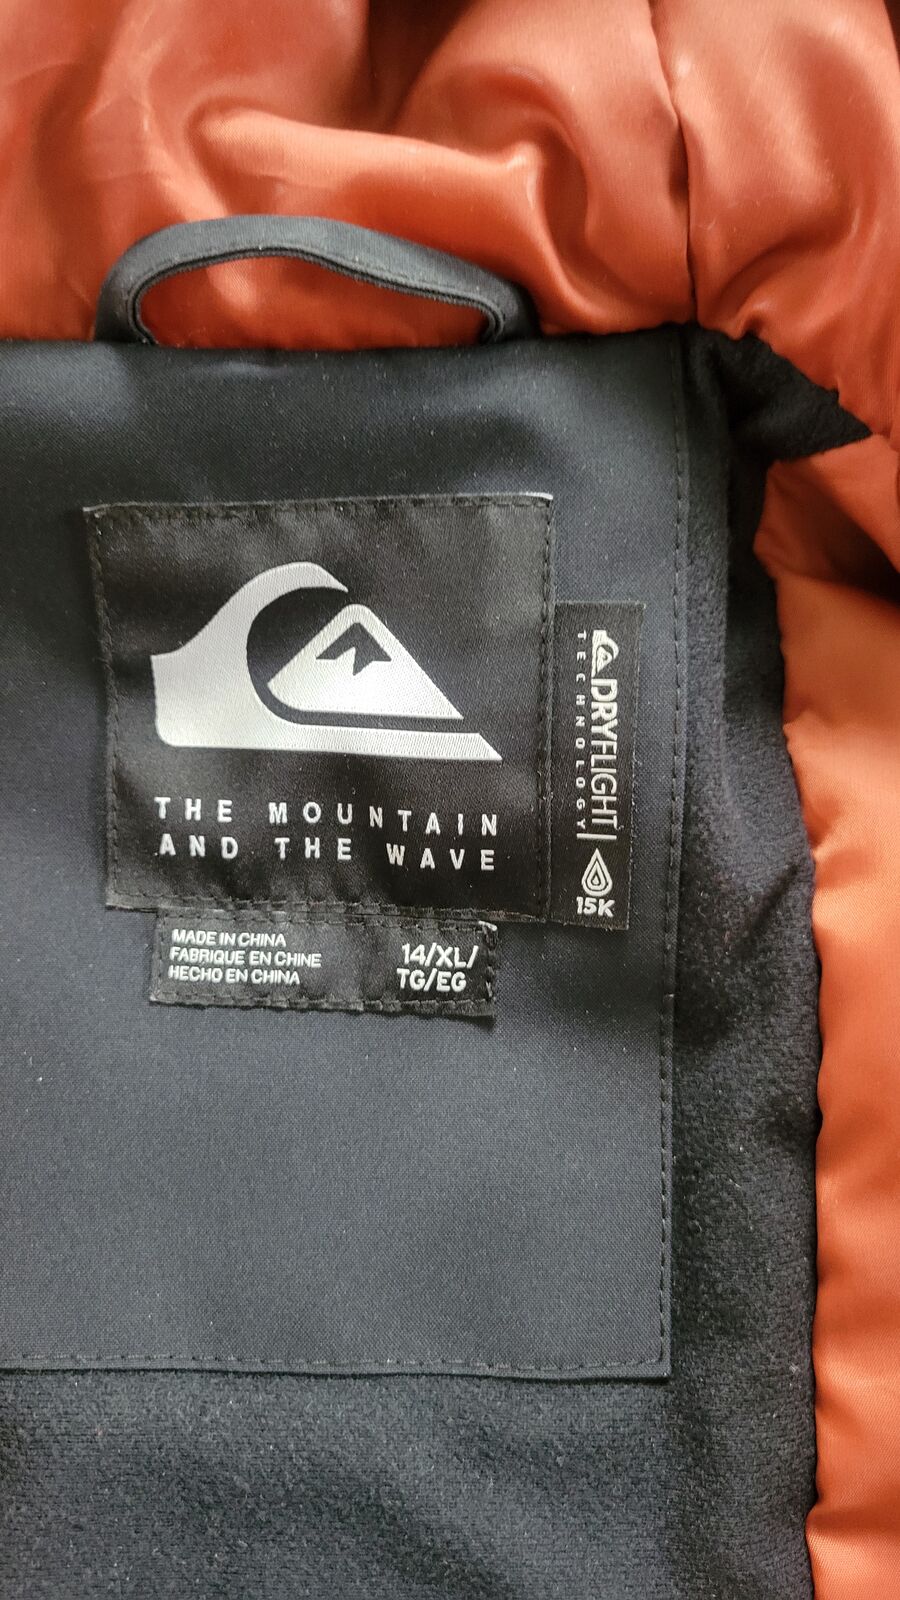 THE MOUNTAIN
AND THE WAVE
DRYFLIGHT
TECHNOLOGY
15K
MADE IN CHINA
FABRIQUE EN CHINE
HECHO EN CHINA
14/XL/
TG/EG